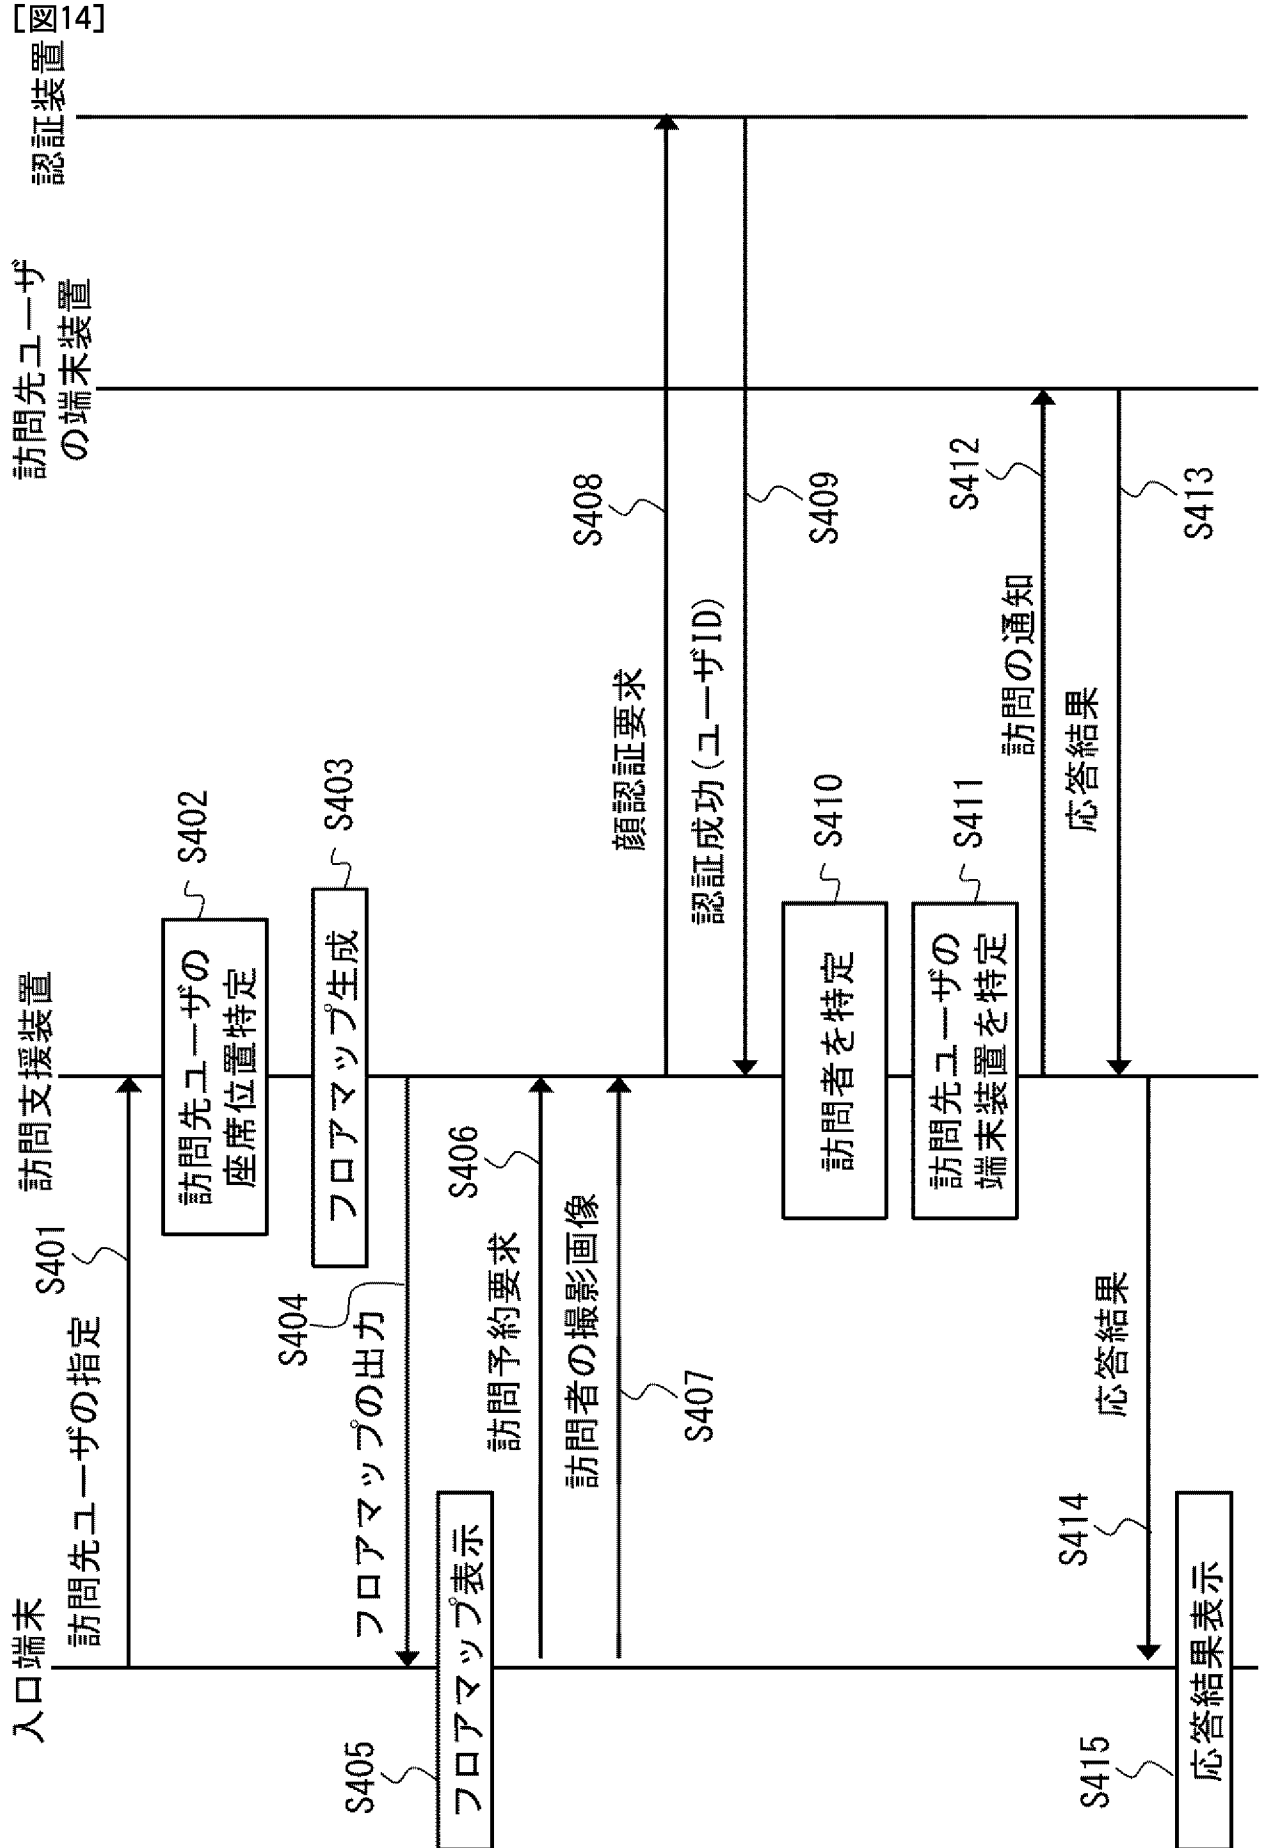 [図14]
入口端末
訪問支援装置
訪問先ユーザ
の端末装置
認証装置
訪問先ユーザの指定
S401
訪問先ユーザの
座席位置特定
S402
フロアマップ生成
S403
フロアマップの出力
S404
フロアマップ表示
S405
訪問予約要求
S406
訪問者の撮影画像
S407
顔認証要求
S408
認証成功(ユーザID)
S409
訪問者を特定
S410
訪問先ユーザの
端末装置を特定
S411
訪問の通知
S412
応答結果
S413
応答結果
S414
応答結果表示
S415